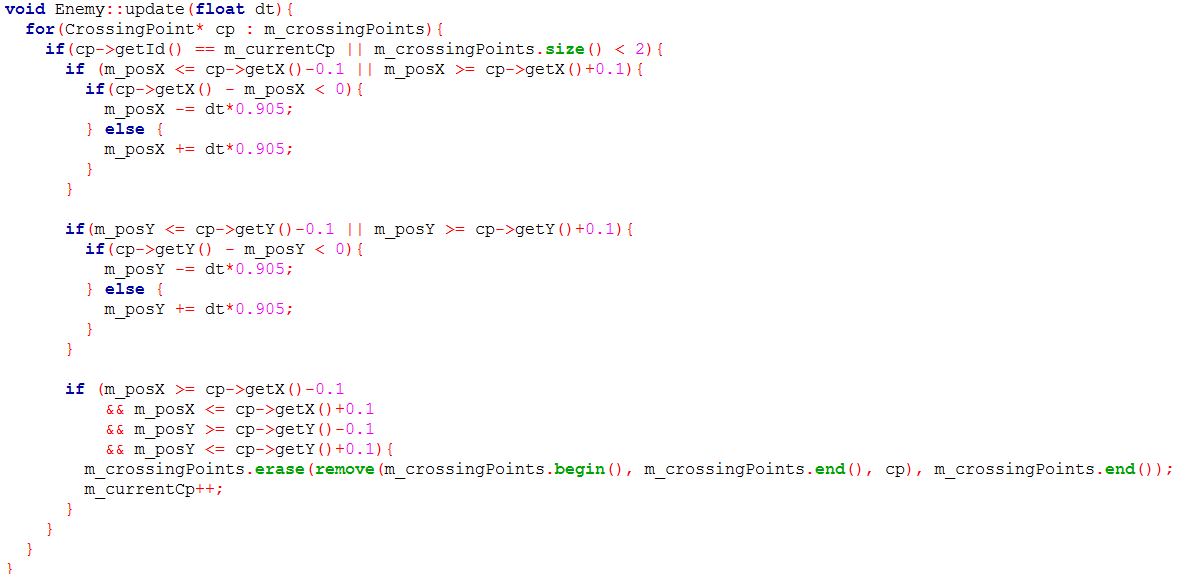 void Enemy::update(float dt){
  for(CrossingPoint* cp : m_crossingPoints){
    if(cp->getId() == m_currentCp || m_crossingPoints.size() < 2){
      if (m_posX <= cp->getX()-0.1 || m_posX >= cp->getX()+0.1){
        if(cp->getX() - m_posX < 0){
          m_posX -= dt*0.905;
        } else {
          m_posX += dt*0.905;
        }
      }

      if(m_posY <= cp->getY()-0.1 || m_posY >= cp->getY()+0.1){
        if(cp->getY() - m_posY < 0){
          m_posY -= dt*0.905;
        } else {
          m_posY += dt*0.905;
        }
      }

      if (m_posX >= cp->getX()-0.1
          && m_posX <= cp->getX()+0.1
          && m_posY >= cp->getY()-0.1
          && m_posY <= cp->getY()+0.1){
        m_crossingPoints.erase(remove(m_crossingPoints.begin(), m_crossingPoints.end(), cp), m_crossingPoints.end());
        m_currentCp++;
      }
    }
  }
}